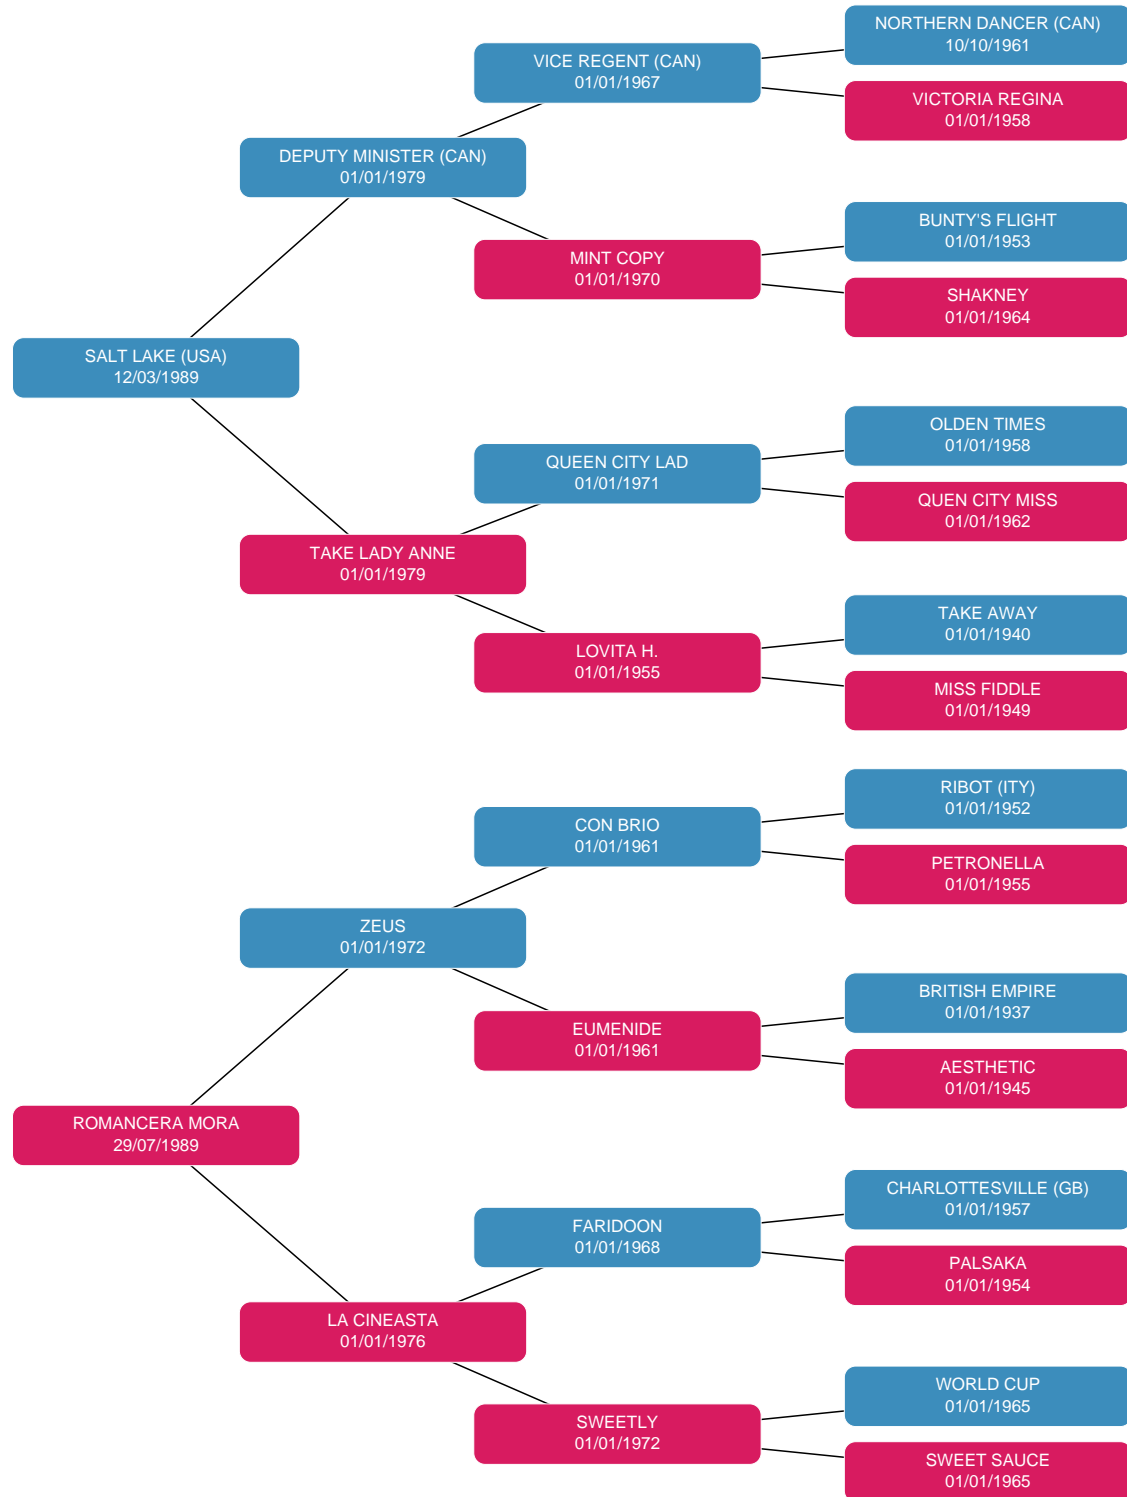 NORTHERN DANCER (CAN)
10/10/1961
VICE REGENT (CAN)
01/01/1967
VICTORIA REGINA
01/01/1958
DEPUTY MINISTER (CAN)
01/01/1979
BUNTY'S FLIGHT
01/01/1953
MINT COPY
01/01/1970
SHAKNEY
01/01/1964
SALT LAKE (USA)
12/03/1989
OLDEN TIMES
01/01/1958
QUEEN CITY LAD
01/01/1971
QUEN CITY MISS
01/01/1962
TAKE LADY ANNE
01/01/1979
TAKE AWAY
01/01/1940
LOVITA H.
01/01/1955
MISS FIDDLE
01/01/1949
RIBOT (ITY)
01/01/1952
CON BRIO
01/01/1961
PETRONELLA
01/01/1955
ZEUS
01/01/1972
BRITISH EMPIRE
01/01/1937
EUMENIDE
01/01/1961
AESTHETIC
01/01/1945
ROMANCERA MORA
29/07/1989
CHARLOTTESVILLE (GB)
01/01/1957
FARIDOON
01/01/1968
PALSAKA
01/01/1954
LA CINEASTA
01/01/1976
WORLD CUP
01/01/1965
SWEETLY
01/01/1972
SWEET SAUCE
01/01/1965